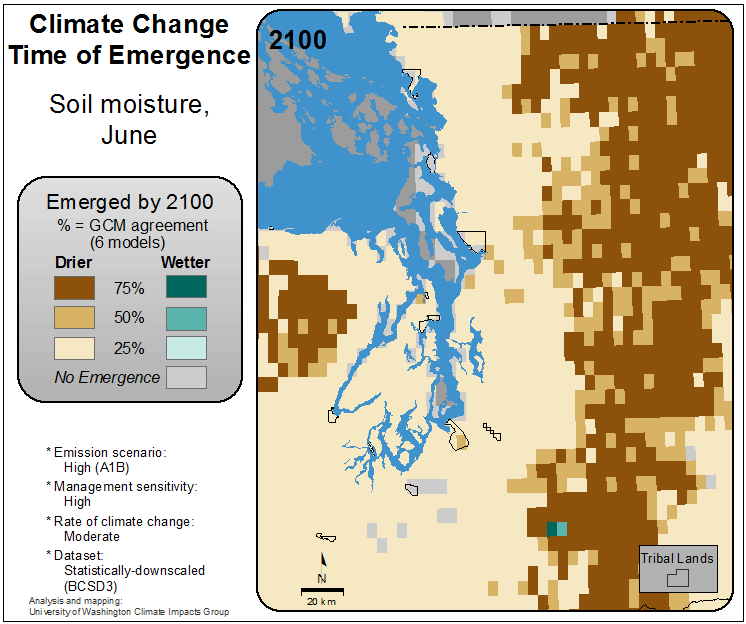 Climate Change
Time of Emergence
Soil moisture,
June
Emerged by 2100
% = GCM agreement
(6 models)
Drier Wetter
75%
50%
25%
No Emergence
* Emission scenario:
High (A1B)
* Management sensitivity:
High
* Rate of climate change:
Moderate
* Dataset:
Statistically-downscaled
(BCSD3)
Analysis and mapping:
University of Washington Climate Impacts Group
2100
N
20 km
Tribal Lands